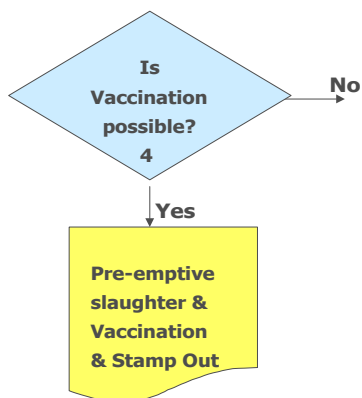 Is
Vaccination
possible?
4
No
Yes
Pre-emptive
slaughter &
Vaccination
& Stamp Out